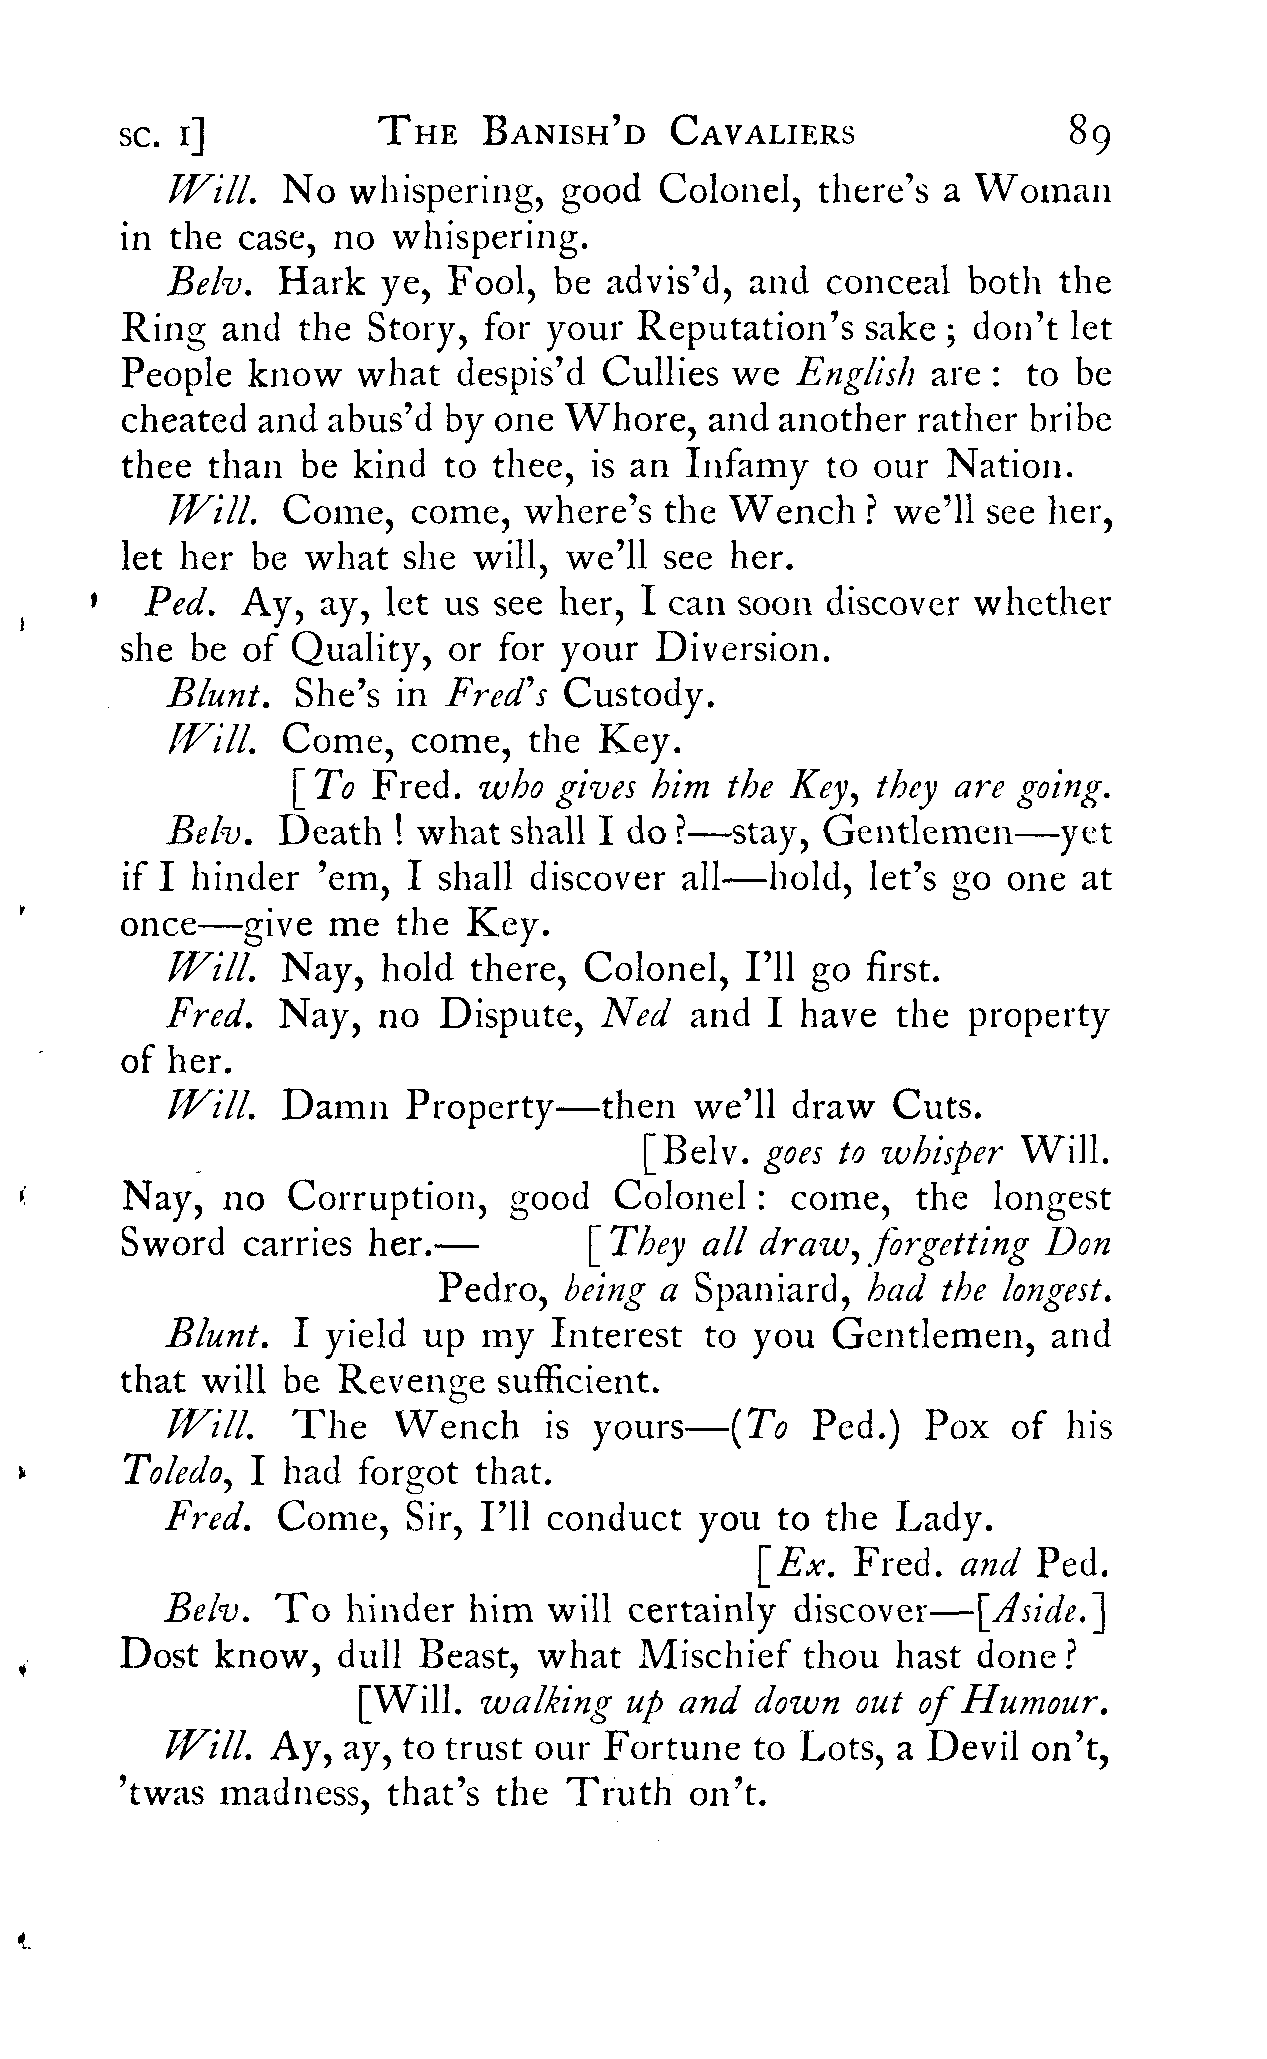 SC. I] THE BANISH'D CAVALIERS 89
Will. No whispering, good Colonel, there's a Woman
in the case, no whispering.
Belv. Hark ye, Fool, be advis'd, and conceal both the
Ring and the Story, for your Reputation's sake; don't let
People know what despis'd Cullies we English are: to be
cheated and abus'd by one Whore, and another rather bribe
thee than be kind to thee, is an Infamy to our Nation.
Will. Come, come, where's the Wench? we'll see her,
let her be what she will, we'll see her.
Ped. Ay, ay, let us see her, I can soon discover whether
she be of Quality, or for your Diversion.
Blunt. She's in Fred's Custody.
Will. Come, come, the Key.
[To Fred. who gives him the Key, they are going.
Belv. Death! what shall I do?—stay, Gentlemen—yet
if I hinder 'em, I shall discover all—hold, let's go one at
once—give me the Key.
Will. Nay, hold there, Colonel, I'll go first.
Fred. Nay, no Dispute, Ned and I have the property
of her.
Will. Damn Property—then we'll draw Cuts.
[Belv. goes to whisper Will.
Nay, no Corruption, good Colonel: come, the longest
Sword carries her.— [They all draw, forgetting Don
Pedro, being a Spaniard, had the longest.
Blunt. I yield up my Interest to you Gentlemen, and
that will be Revenge sufficient.
Will. The Wench is yours—(To Ped.) Pox of his
Toledo, I had forgot that.
Fred. Come, Sir, I'll conduct you to the Lady.
[Ex. Fred. and Ped.
Belv. To hinder him will certainly discover—[Aside.]
Dost know, dull Beast, what Mischief thou hast done?
[Will. walking up and down out of Humour.
Will. Ay, ay, to trust our Fortune to Lots, a Devil on't,
'twas madness, that's the Truth on't.